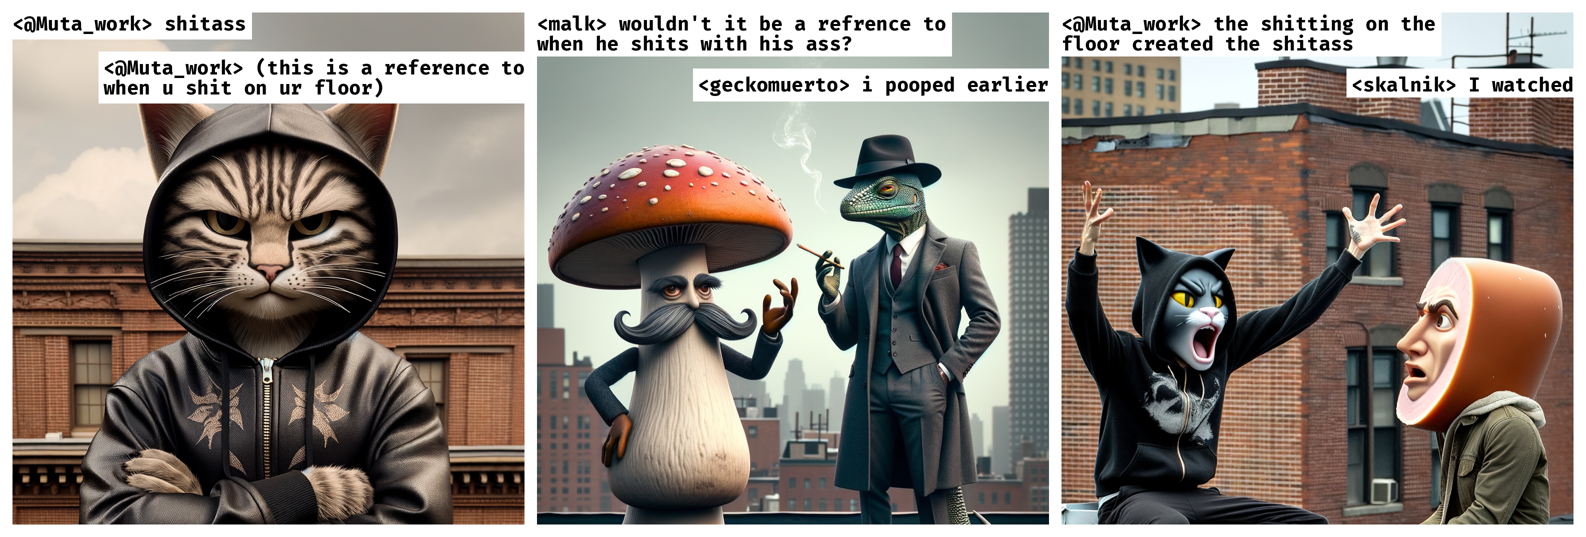 <@Muta_work> shitass
<@Muta_work> (this is a reference to
when u shit on ur floor)
<malk> wouldn't it be a refrence to
when he shits with his ass?
<geckomuerto> i pooped earlier
<@Muta_work> the shitting on the
floor created the shitass
<skalnik> I watched